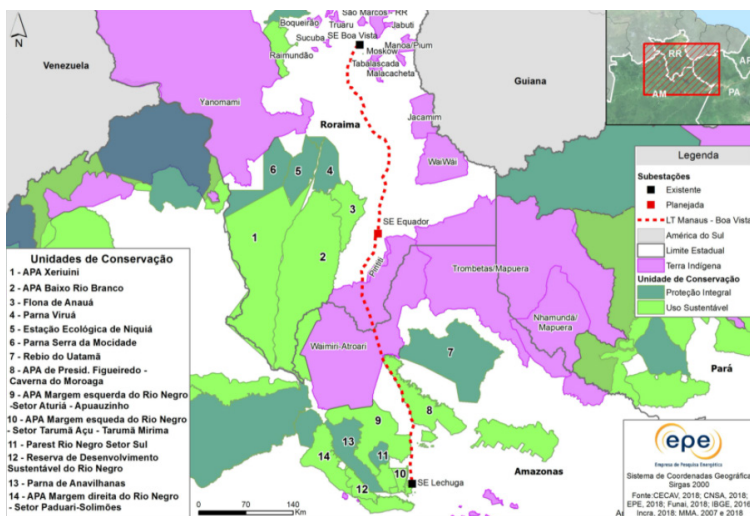 N
Venezuela
Boqueirão
São Marcos
RR
Truaru
Jabuti
Sucuba
SE Boa Vista
Raimundão
Moskow
Manoa/Pium
Tabalascada
Malacacheta
Yanomami
Guiana
RR
AP
AM
PA
Roraima
Jacamim
WaiWai
6
5
4
3
1
2
SE Equador
Pirititi
Trombetas/Mapuera
Nhamundá/
Mapuera
Waimiri-Atroari
7
8
9
13
11
14
10
12
SE Lechuga
Pará
Amazonas
Legenda
Subestações
Existente
Planejada
LT Manaus - Boa Vista
América do Sul
Limite Estadual
Terra Indígena
Unidade de Conservação
Proteção Integral
Uso Sustentável
Unidades de Conservação
1 - APA Xeriuini
2 - APA Baixo Rio Branco
3 - Flona de Anauá
4 - Parna Viruá
5 - Estação Ecológica de Niquiá
6 - Parna Serra da Mocidade
7 - Rebio do Uatamã
8 - APA de Presid. Figueiredo -
Caverna do Moroaga
9 - APA Margem esquerda do Rio Negro
-Setor Aturiá - Apuauzinho
10 - APA Margem esqueda do Rio Negro
- Setor Tarumã Açu - Tarumã Mirima
11 - Parest Rio Negro Setor Sul
12 - Reserva de Desenvolvimento
Sustentável do Rio Negro
13 - Parna de Anavilhanas
14 - APA Margem direita do Rio Negro
- Setor Paduari-Solimões
0 35 70 140
Km
epe
Empresa de Pesquisa Energética
Sistema de Coordenadas Geográfica
Sirgas 2000
Fonte:CECAV, 2018; CNSA, 2018,
EPE, 2018; Funai, 2018; IBGE, 2016
Incra, 2018; MMA, 2007 e 2018